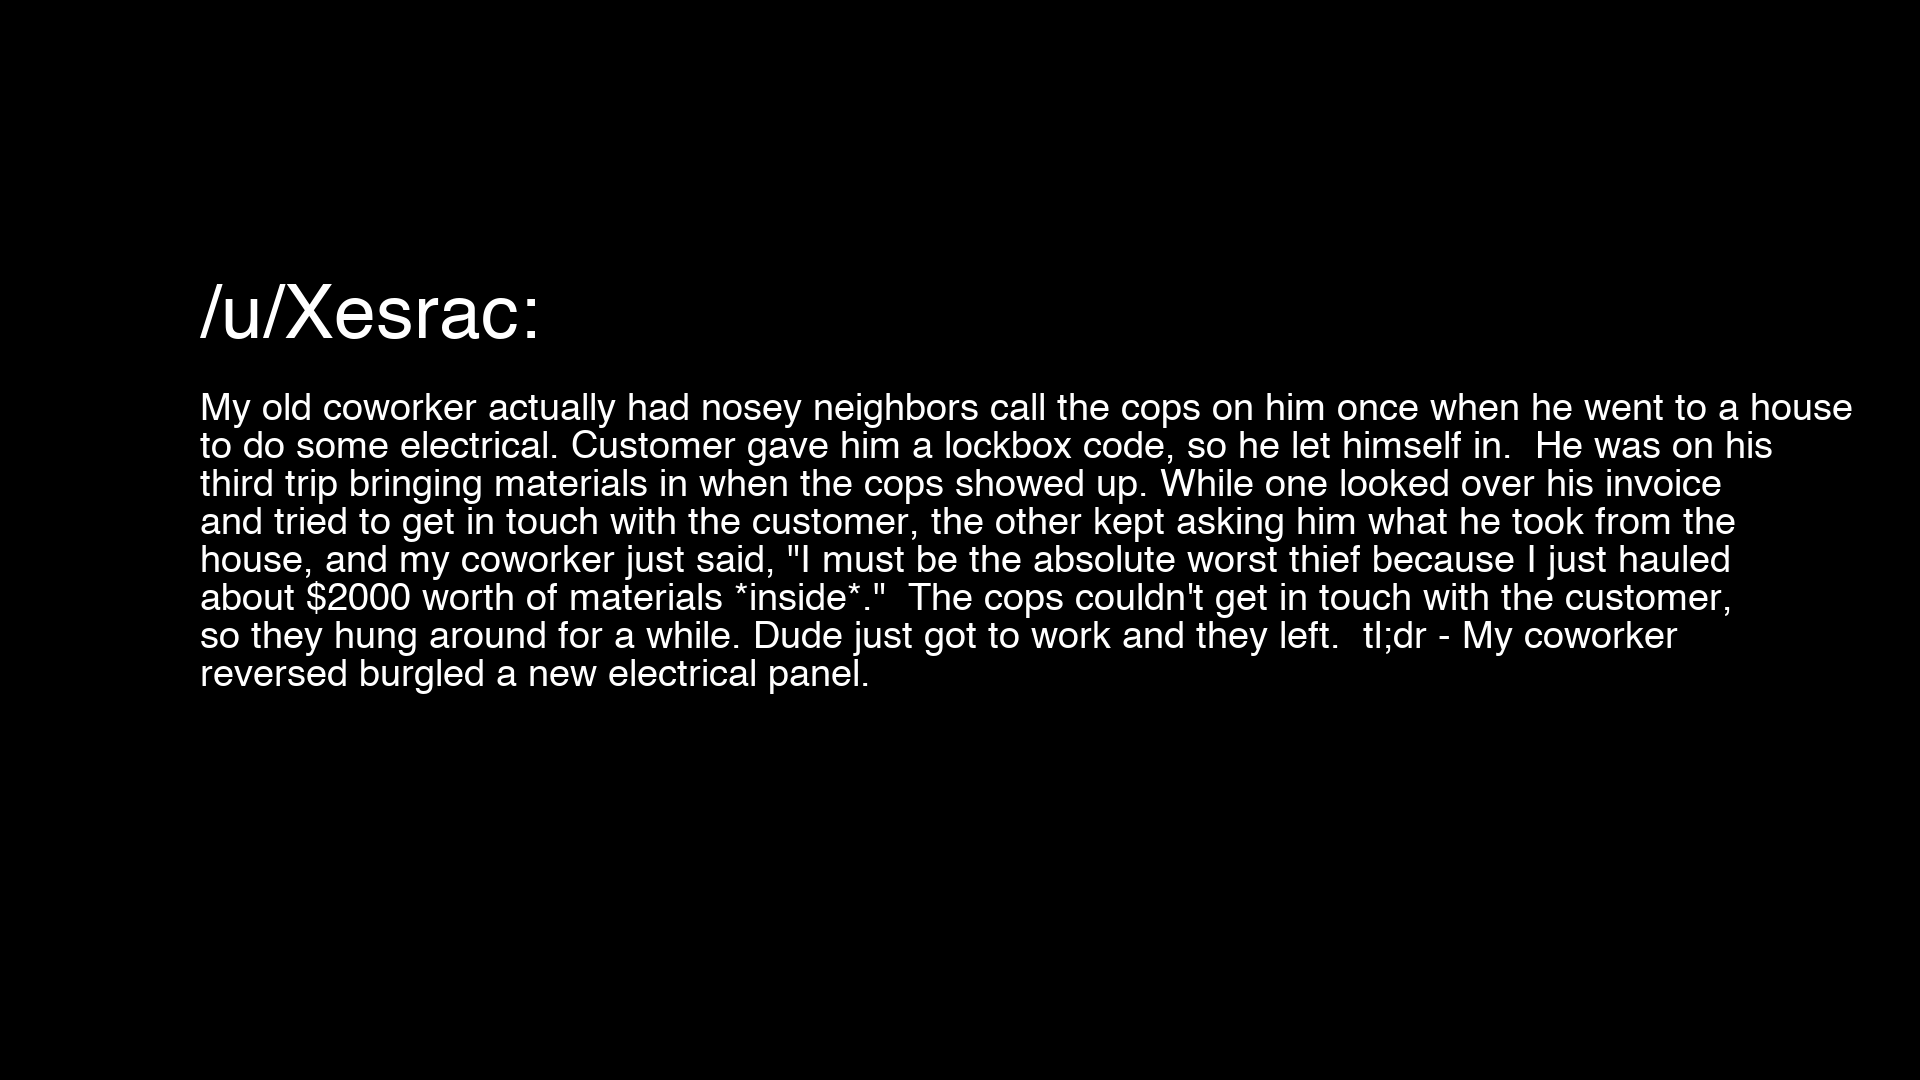 /u/Xesrac:
My old coworker actually had nosey neighbors call the cops on him once when he went to a house
to do some electrical. Customer gave him a lockbox code, so he let himself in.  He was on his
third trip bringing materials in when the cops showed up. While one looked over his invoice
and tried to get in touch with the customer, the other kept asking him what he took from the
house, and my coworker just said, "I must be the absolute worst thief because I just hauled
about $2000 worth of materials *inside*."  The cops couldn't get in touch with the customer,
so they hung around for a while. Dude just got to work and they left.  tl;dr - My coworker
reversed burgled a new electrical panel.